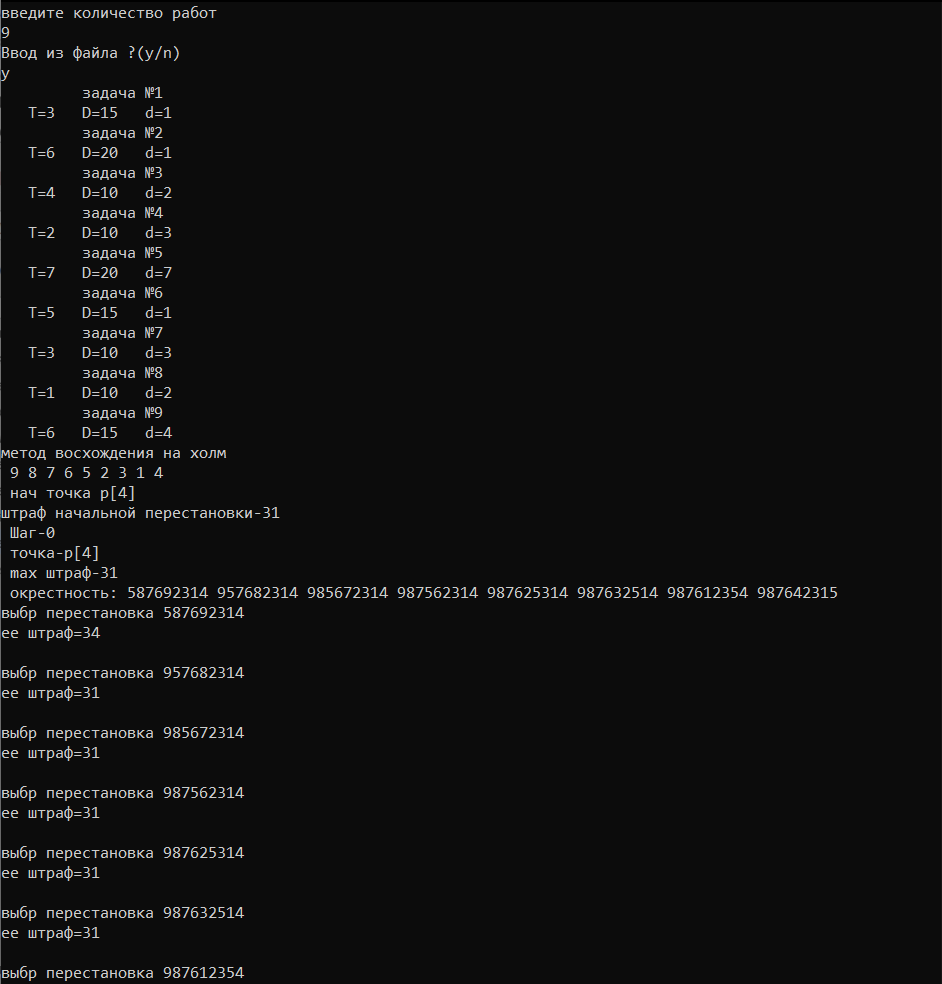 введите количество работ
9
Ввод из файла ?(y/n)
y
задача №1
T=3 D=15 d=1
задача №2
T=6 D=20 d=1
задача №3
T=4 D=10 d=2
задача №4
T=2 D=10 d=3
задача №5
T=7 D=20 d=7
задача №6
T=5 D=15 d=1
задача №7
T=3 D=10 d=3
задача №8
T=1 D=10 d=2
задача №9
T=6 D=15 d=4
метод восхождения на холм
9 8 7 6 5 2 3 1 4
нач точка p[4]
штраф начальной перестановки-31
Шаг-0
точка-p[4]
max штраф-31
окрестность: 587692314 957682314 985672314 987562314 987625314 987632514 987612354 987642315
выбр перестановка 587692314
ее штраф=34
выбр перестановка 957682314
ее штраф=31
выбр перестановка 985672314
ее штраф=31
выбр перестановка 987562314
ее штраф=31
выбр перестановка 987625314
ее штраф=31
выбр перестановка 987632514
ее штраф=31
выбр перестановка 987612354